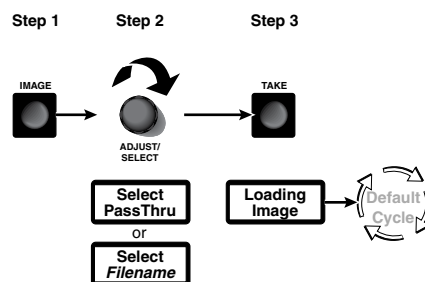 Step 1 Step 2 Step 3
IMAGE
TAKE
ADJUST/
SELECT
Select
PassThru
or
Select
Filename
Loading
Image
Default
Cycle